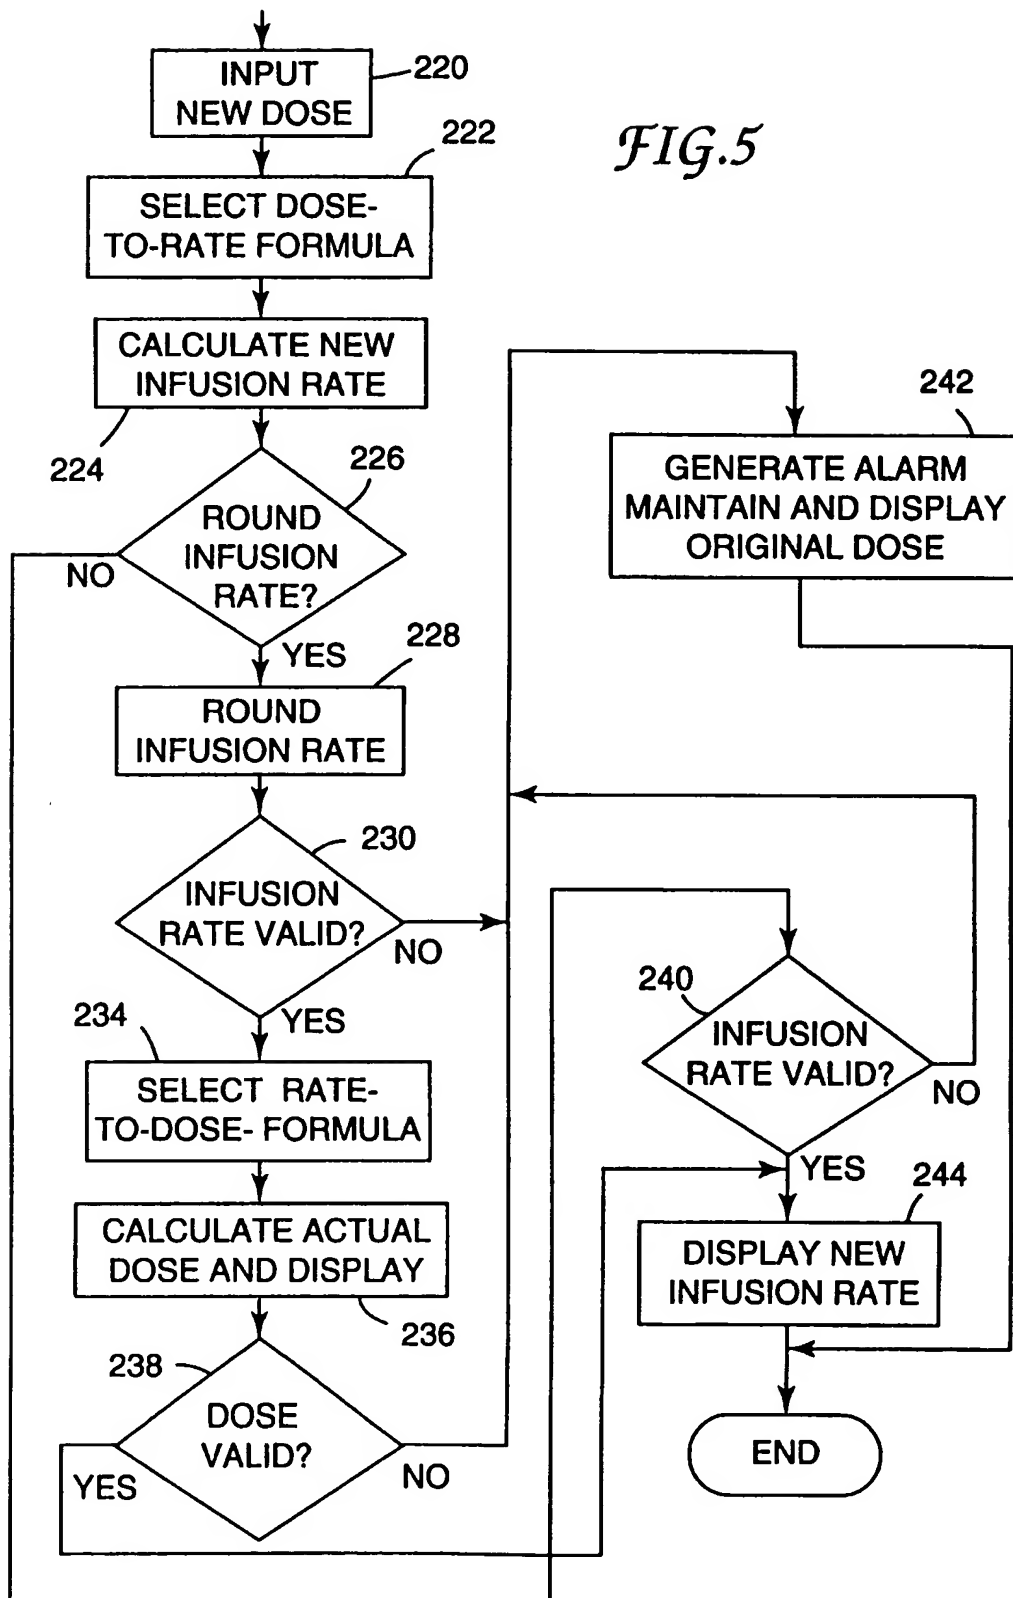 INPUT
NEW DOSE
220
FIG.5
222
SELECT DOSE-
TO-RATE FORMULA
CALCULATE NEW
INFUSION RATE
224
226
ROUND
INFUSION
RATE?
NO
YES
228
ROUND
INFUSION RATE
230
INFUSION
RATE VALID?
NO
YES
234
SELECT RATE-
TO-DOSE- FORMULA
CALCULATE ACTUAL
DOSE AND DISPLAY
236
238
DOSE
VALID?
YES
NO
242
GENERATE ALARM
MAINTAIN AND DISPLAY
ORIGINAL DOSE
240
INFUSION
RATE VALID?
NO
YES
244
DISPLAY NEW
INFUSION RATE
END